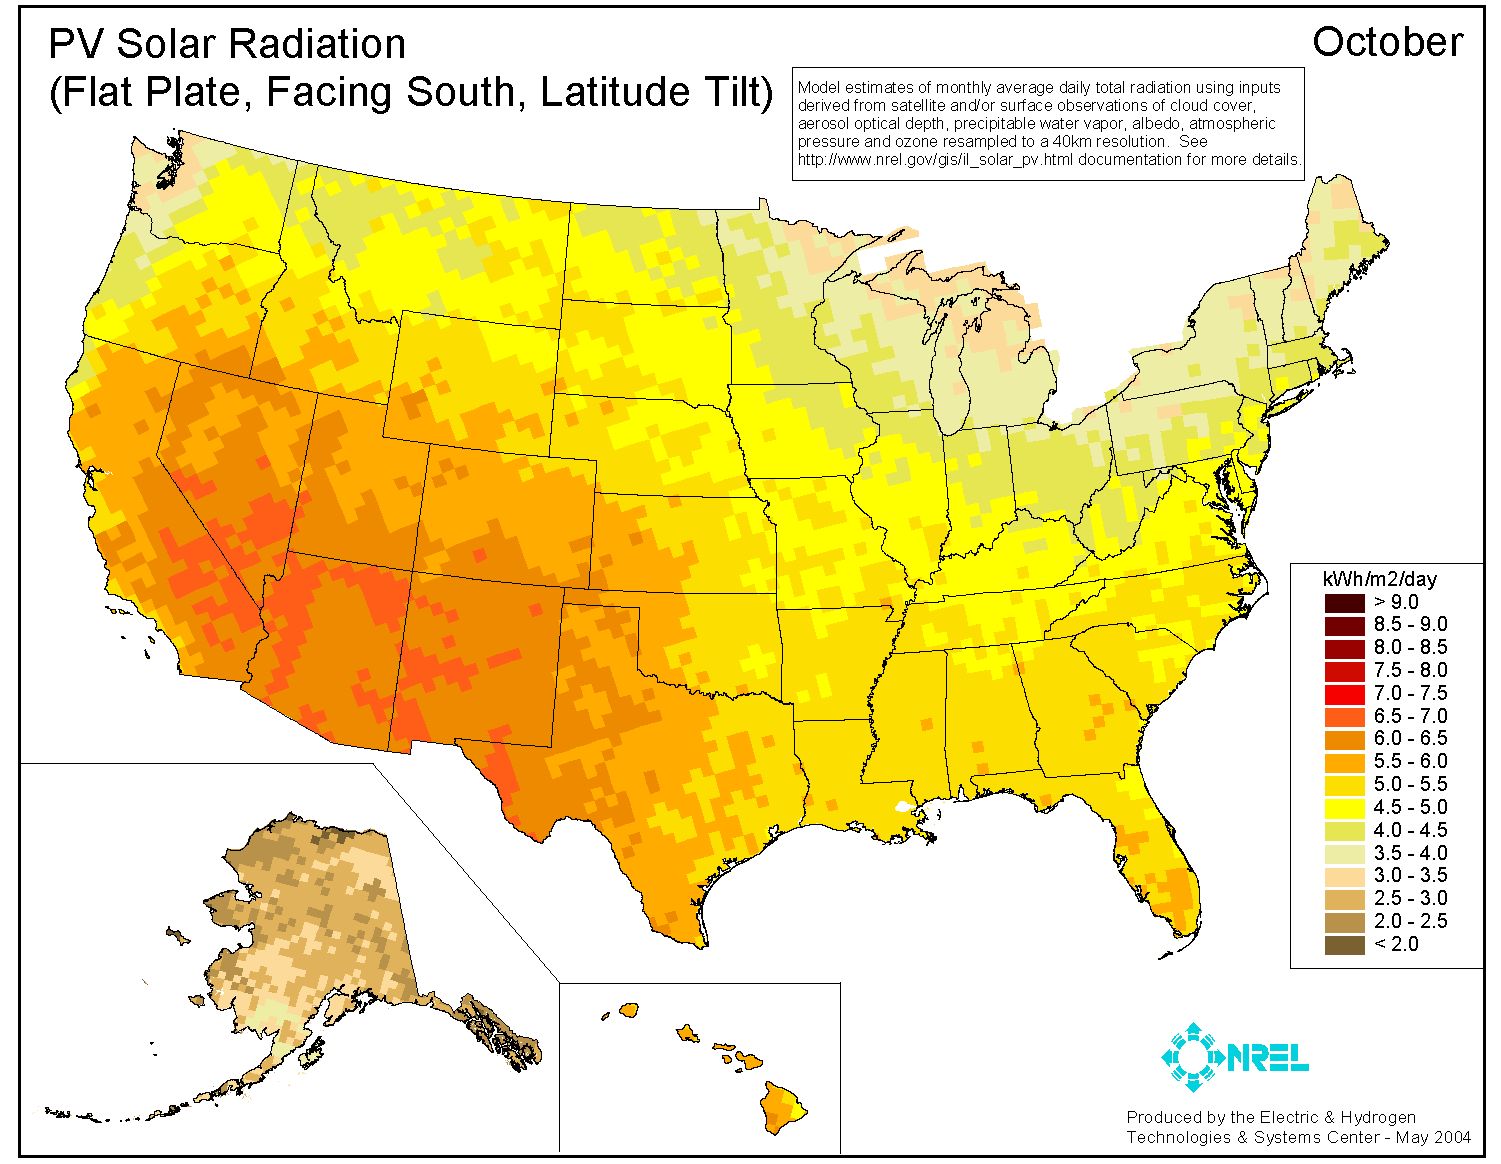 PV Solar Radiation
(Flat Plate, Facing South, Latitude Tilt)
October
Model estimates of monthly average daily total radiation using inputs
derived from satellite and/or surface observations of cloud cover,
aerosol optical depth, precipitable water vapor, albedo, atmospheric
pressure and ozone resampled to a 40km resolution. See
http://www.nrel.gov/gis/il_solar_pv.html documentation for more details.
kWh/m2/day
> 9.0
8.5 - 9.0
8.0 - 8.5
7.5 - 8.0
7.0 - 7.5
6.5 - 7.0
6.0 - 6.5
5.5 - 6.0
5.0 - 5.5
4.5 - 5.0
4.0 - 4.5
3.5 - 4.0
3.0 - 3.5
2.5 - 3.0
2.0 - 2.5
< 2.0
NREL
Produced by the Electric & Hydrogen
Technologies & Systems Center - May 2004